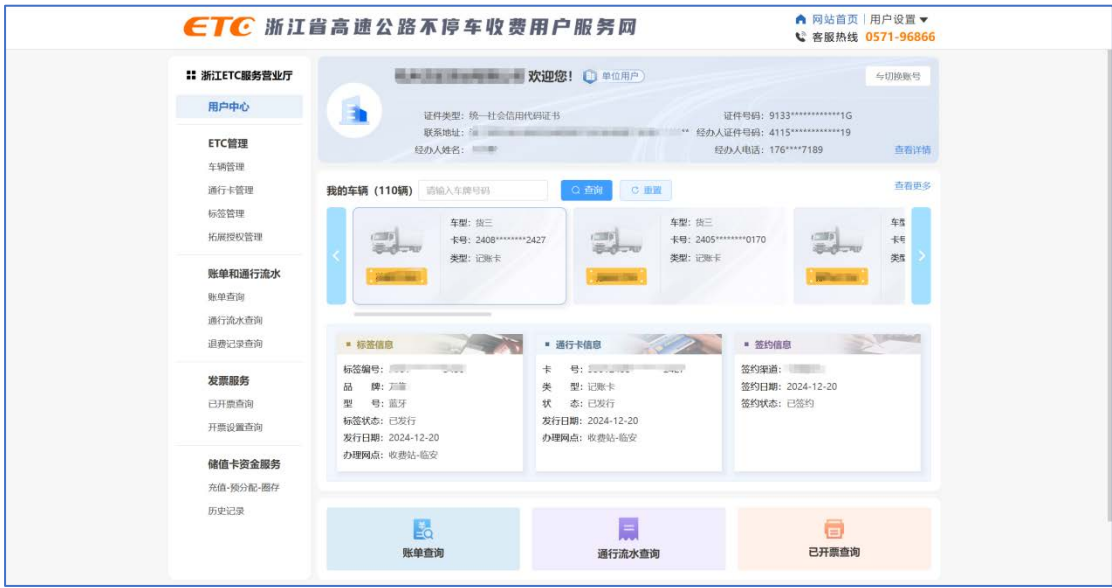 ETC 浙江省高速公路不停车收费用户服务网
网站首页 用户设置
客服热线 0571-96866
浙江ETC服务营业厅
用户中心
ETC管理
车辆管理
通行卡管理
标签管理
拓展授权管理
账单和通行流水
账单查询
通行流水查询
退费记录查询
发票服务
已开票查询
开票设置查询
储值卡资金服务
充值-预分配-圈存
历史记录
欢迎您! 单位用户
切换账号
证件类型: 统一社会信用代码证书
证件号码: 9133************1G
联系地址:
经办人证件号码: 4115************19
经办人姓名:
经办人电话: 176****7189
查看详情
我的车辆 (110辆) 请输入车牌号码 查询 重置
查看更多
车型: 货三
卡号: 2408********2427
类型: 记账卡
车型: 货三
卡号: 2405********0170
类型: 记账卡
标签信息
标签编号:
品 牌:
型 号: 蓝牙
标签状态: 已发行
发行日期: 2024-12-20
办理网点: 收费站-临安
通行卡信息
卡 号:
类 型: 记账卡
状 态: 已发行
发行日期: 2024-12-20
办理网点: 收费站-临安
签约信息
签约渠道:
签约日期: 2024-12-20
签约状态: 已签约
账单查询
通行流水查询
已开票查询